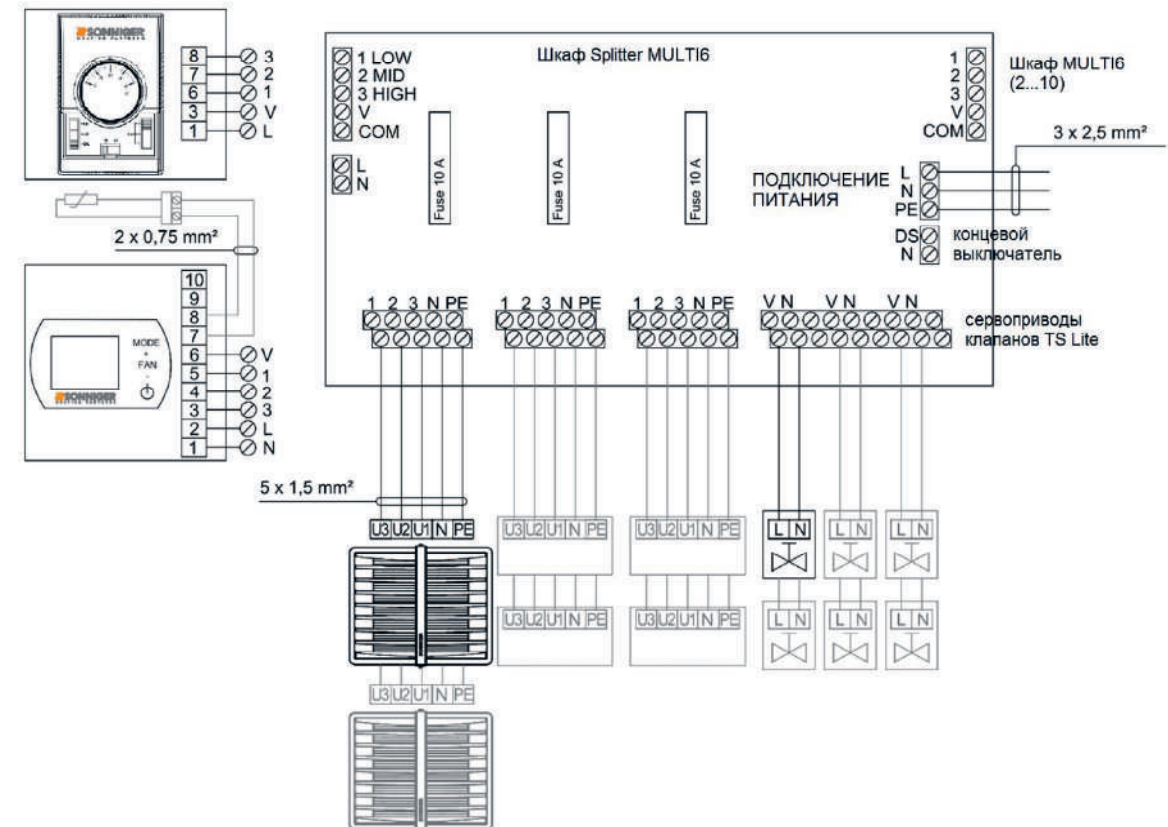 SONNIGER
8 3
7 2
6 1
3 V
1 L
2 x 0,75 mm²
10
9
8
7
6 V
5 1
4 2
3 3
2 L
1 N
MODE
+
FAN
-
SONNIGER
Шкаф Splitter MULTI6
1 LOW
2 MID
3 HIGH
V
COM
L
N
Fuse 10 A
Fuse 10 A
Fuse 10 A
1
2
3
V
COM
Шкаф MULTI6
(2...10)
3 x 2,5 mm²
ПОДКЛЮЧЕНИЕ
ПИТАНИЯ
L
N
PE
DS
N
концевой
выключатель
1 2 3 N PE
1 2 3 N PE
1 2 3 N PE
V N
V N
V N
сервоприводы
клапанов TS Lite
5 x 1,5 mm²
U3 U2 U1 N PE
U3 U2 U1 N PE
U3 U2 U1 N PE
L N
L N
L N
U3 U2 U1 N PE
U3 U2 U1 N PE
L N
L N
L N
U3 U2 U1 N PE